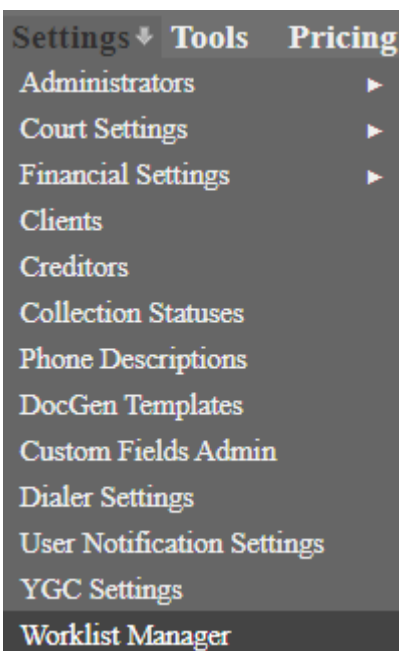 Settings Tools Pricing
Administrators
Court Settings
Financial Settings
Clients
Creditors
Collection Statuses
Phone Descriptions
DocGen Templates
Custom Fields Admin
Dialer Settings
User Notification Settings
YGC Settings
Worklist Manager